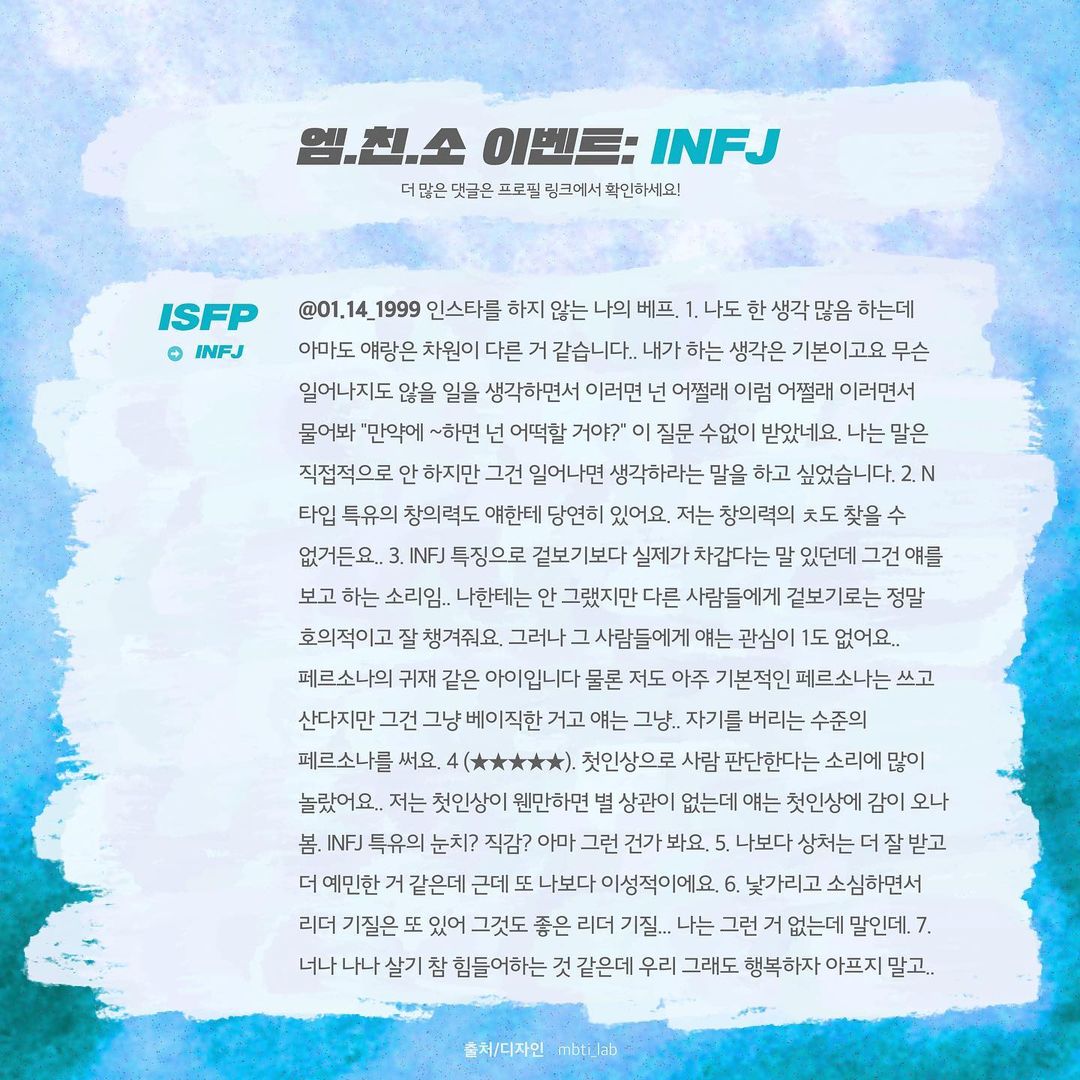 엠.친.소 이벤트: INFJ
더 많은 댓글은 프로필 링크에서 확인하세요!
ISFP
➔ INFJ
@01.14_1999 인스타를 하지 않는 나의 베프. 1. 나도 한 생각 많음 하는데
아마도 얘랑은 차원이 다른 거 같습니다.. 내가 하는 생각은 기본이고요 무슨
일어나지도 않을 일을 생각하면서 이러면 넌 어쩔래 이럼 어쩔래 이러면서
물어봐 "만약에 ~하면 넌 어떡할 거야?" 이 질문 수없이 받았네요. 나는 말은
직접적으로 안 하지만 그건 일어나면 생각하라는 말을 하고 싶었습니다. 2. N
타입 특유의 창의력도 얘한테 당연히 있어요. 저는 창의력의 ㅊ도 찾을 수
없거든요.. 3. INFJ 특징으로 겉보기보다 실제가 차갑다는 말 있던데 그건 얘를
보고 하는 소리임.. 나한테는 안 그랬지만 다른 사람들에게 겉보기로는 정말
호의적이고 잘 챙겨줘요. 그러나 그 사람들에게 얘는 관심이 1도 없어요..
페르소나의 귀재 같은 아이입니다 물론 저도 아주 기본적인 페르소나는 쓰고
산다지만 그건 그냥 베이직한 거고 얘는 그냥.. 자기를 버리는 수준의
페르소나를 써요. 4 (★★★★★). 첫인상으로 사람 판단한다는 소리에 많이
놀랐어요.. 저는 첫인상이 웬만하면 별 상관이 없는데 얘는 첫인상에 감이 오나
봄. INFJ 특유의 눈치? 직감? 아마 그런 건가 봐요. 5. 나보다 상처는 더 잘 받고
더 예민한 거 같은데 근데 또 나보다 이성적이에요. 6. 낯가리고 소심하면서
리더 기질은 또 있어 그것도 좋은 리더 기질... 나는 그런 거 없는데 말인데. 7.
너나 나나 살기 참 힘들어하는 것 같은데 우리 그래도 행복하자 아프지 말고..
출처/디자인 mbti_lab